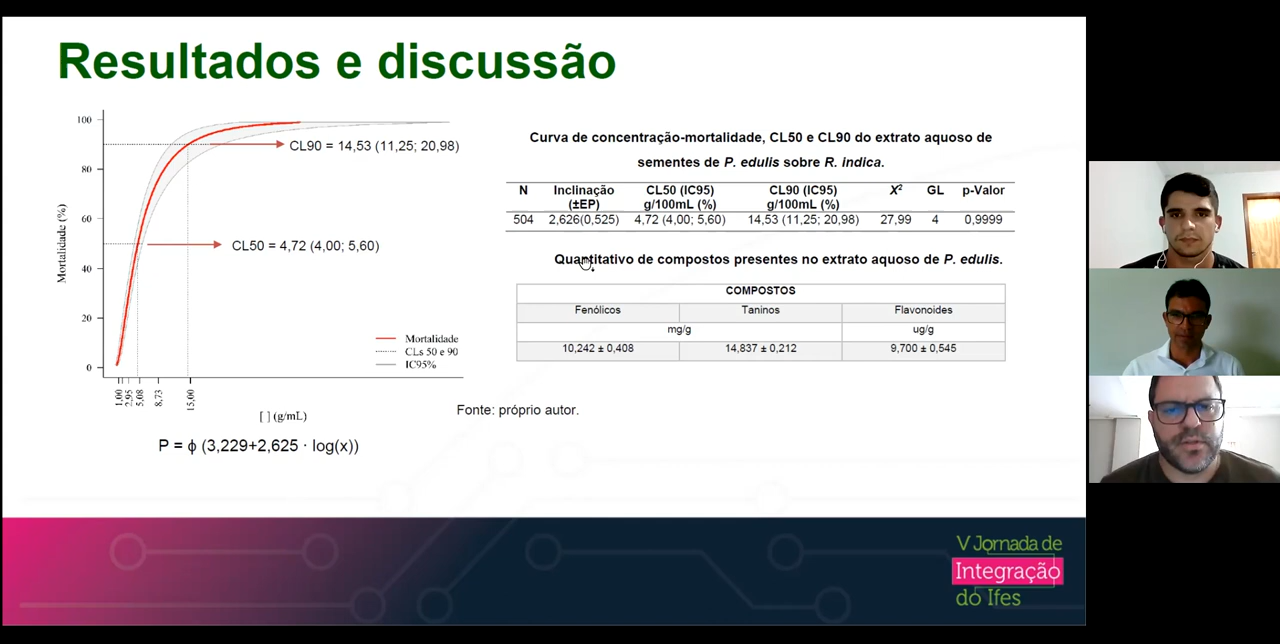 Resultados e discussão
100
80
60
40
20
0
Mortalidade (%)
CL90 = 14,53 (11,25; 20,98)
CL50 = 4,72 (4,00; 5,60)
Mortalidade
CLs 50 e 90
IC95%
1,00
2,95
5,08
8,73
15,00
[ ] (g/mL)
P = ϕ (3,229+2,625 · log(x))
Curva de concentração-mortalidade, CL50 e CL90 do extrato aquoso de
sementes de P. edulis sobre R. indica.
N Inclinação (±EP) CL50 (IC95) g/100mL (%) CL90 (IC95) g/100mL (%) X² GL p-Valor
504 2,626(0,525) 4,72 (4,00; 5,60) 14,53 (11,25; 20,98) 27,99 4 0,9999
Quantitativo de compostos presentes no extrato aquoso de P. edulis.
COMPOSTOS
Fenólicos Taninos Flavonoides
mg/g ug/g
10,242 ± 0,408 14,837 ± 0,212 9,700 ± 0,545
Fonte: próprio autor.
V Jornada de
Integração
do Ifes